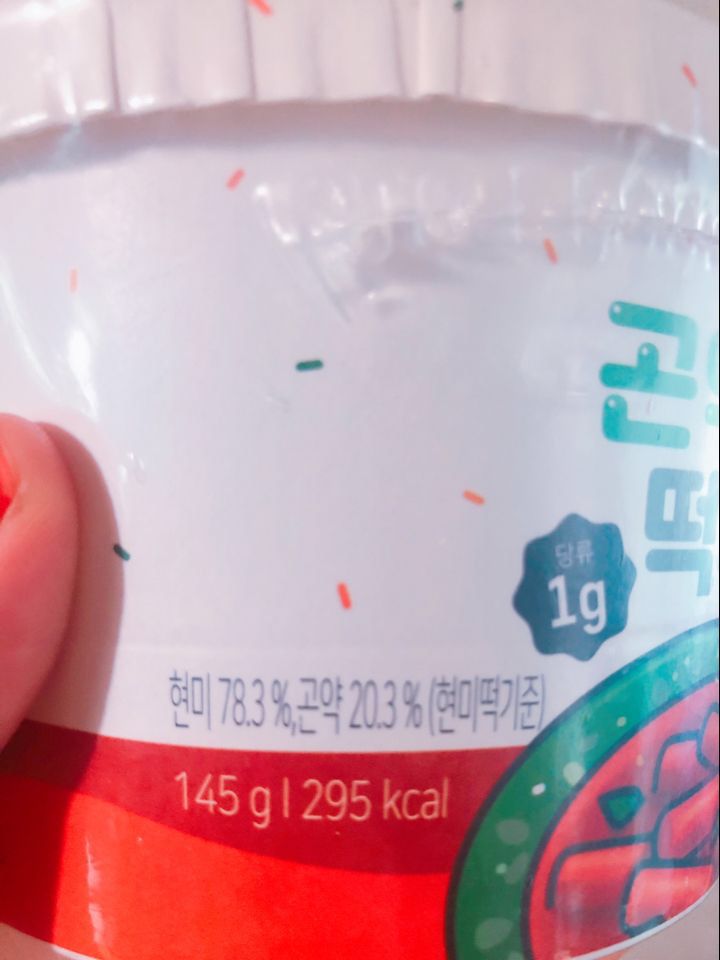 당류
1g
현미 78.3 %,곤약 20.3 % (현미떡기준)
145 g | 295 kcal